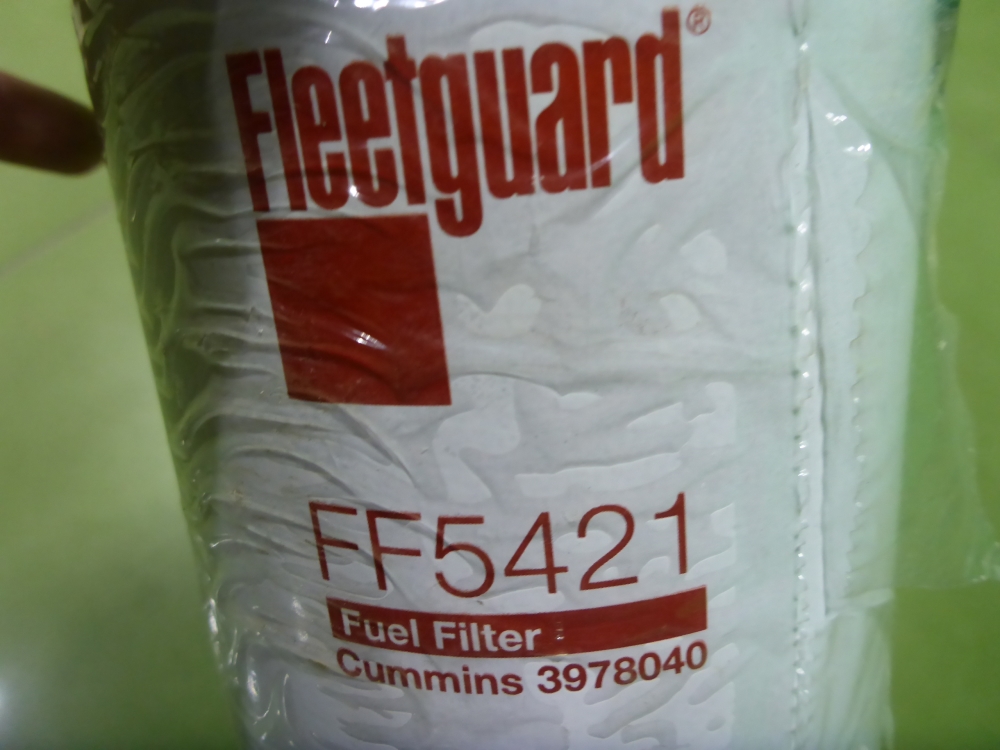 Fleetguard®
FF5421
Fuel Filter
Cummins 3978040